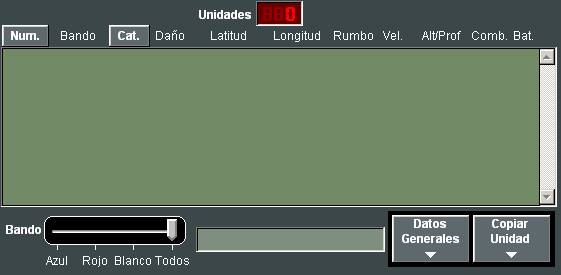 Unidades 0
Num. Bando Cat. Daño Latitud Longitud Rumbo Vel. Alt/Prof Comb. Bat.
Bando
Azul Rojo Blanco Todos
Datos Generales
Copiar Unidad